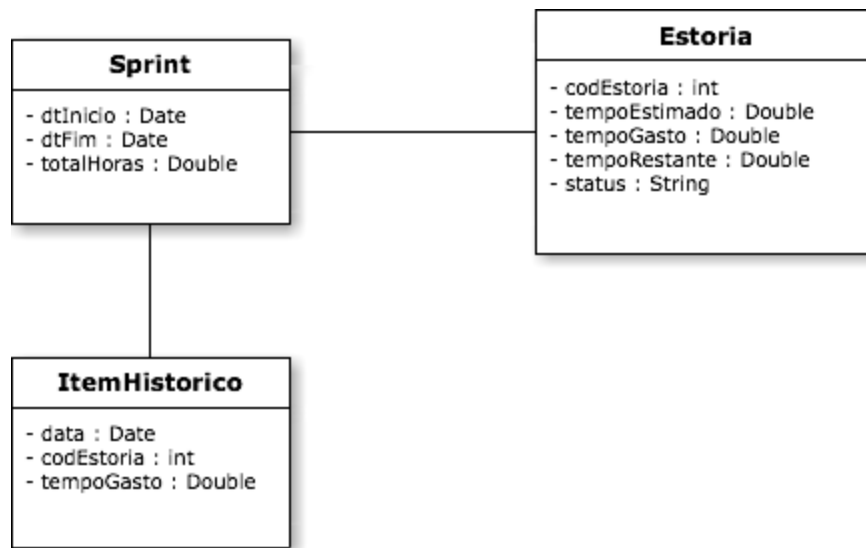 Sprint
- dtInicio : Date
- dtFim : Date
- totalHoras : Double
Estoria
- codEstoria : int
- tempoEstimado : Double
- tempoGasto : Double
- tempoRestante : Double
- status : String
ItemHistorico
- data : Date
- codEstoria : int
- tempoGasto : Double